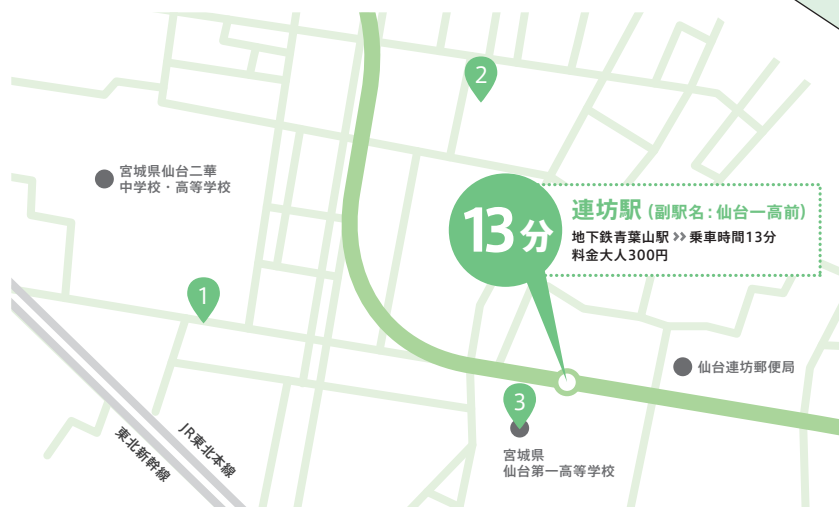 2
宮城県仙台二華
中学校・高等学校
13分
連坊駅(副駅名:仙台一高前)
地下鉄青葉山駅 ›› 乗車時間13分
料金大人300円
1
仙台連坊郵便局
3
宮城県
仙台第一高等学校
JR東北本線
東北新幹線